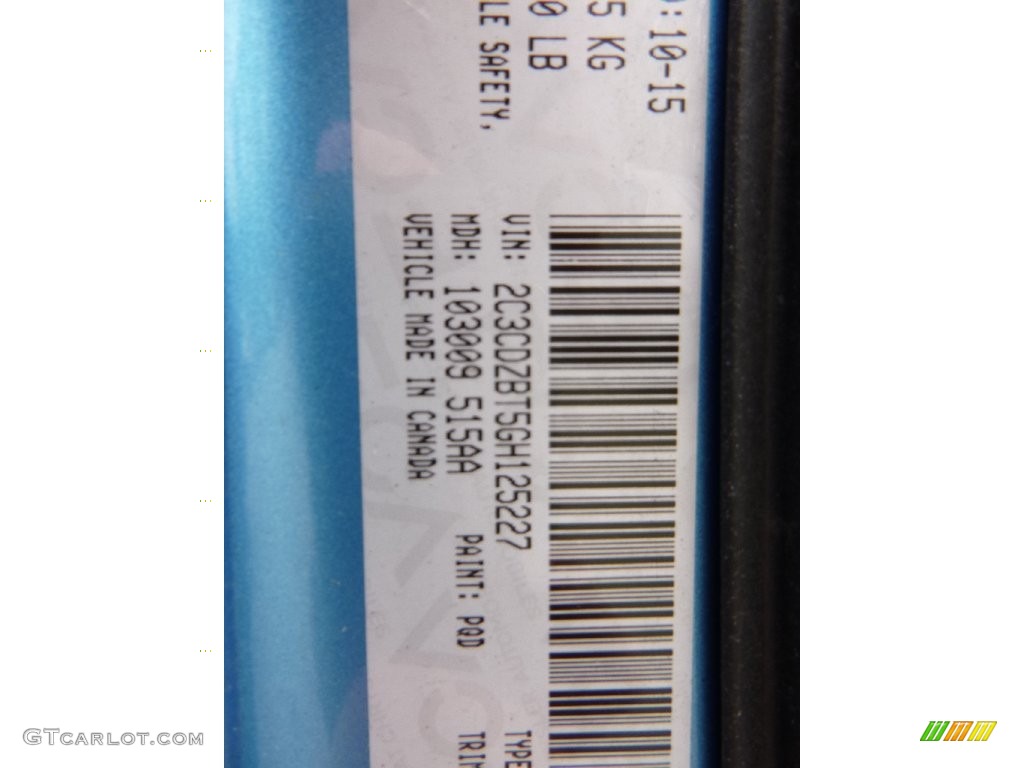 :10-15
5 KG
0 LB
LE SAFETY,
VIN: 2C3CDZBT5GH125227
TYPE
MDH: 103009 515AA PAINT: PQD
TRIM
VEHICLE MADE IN CANADA
GTCARLOT.COM